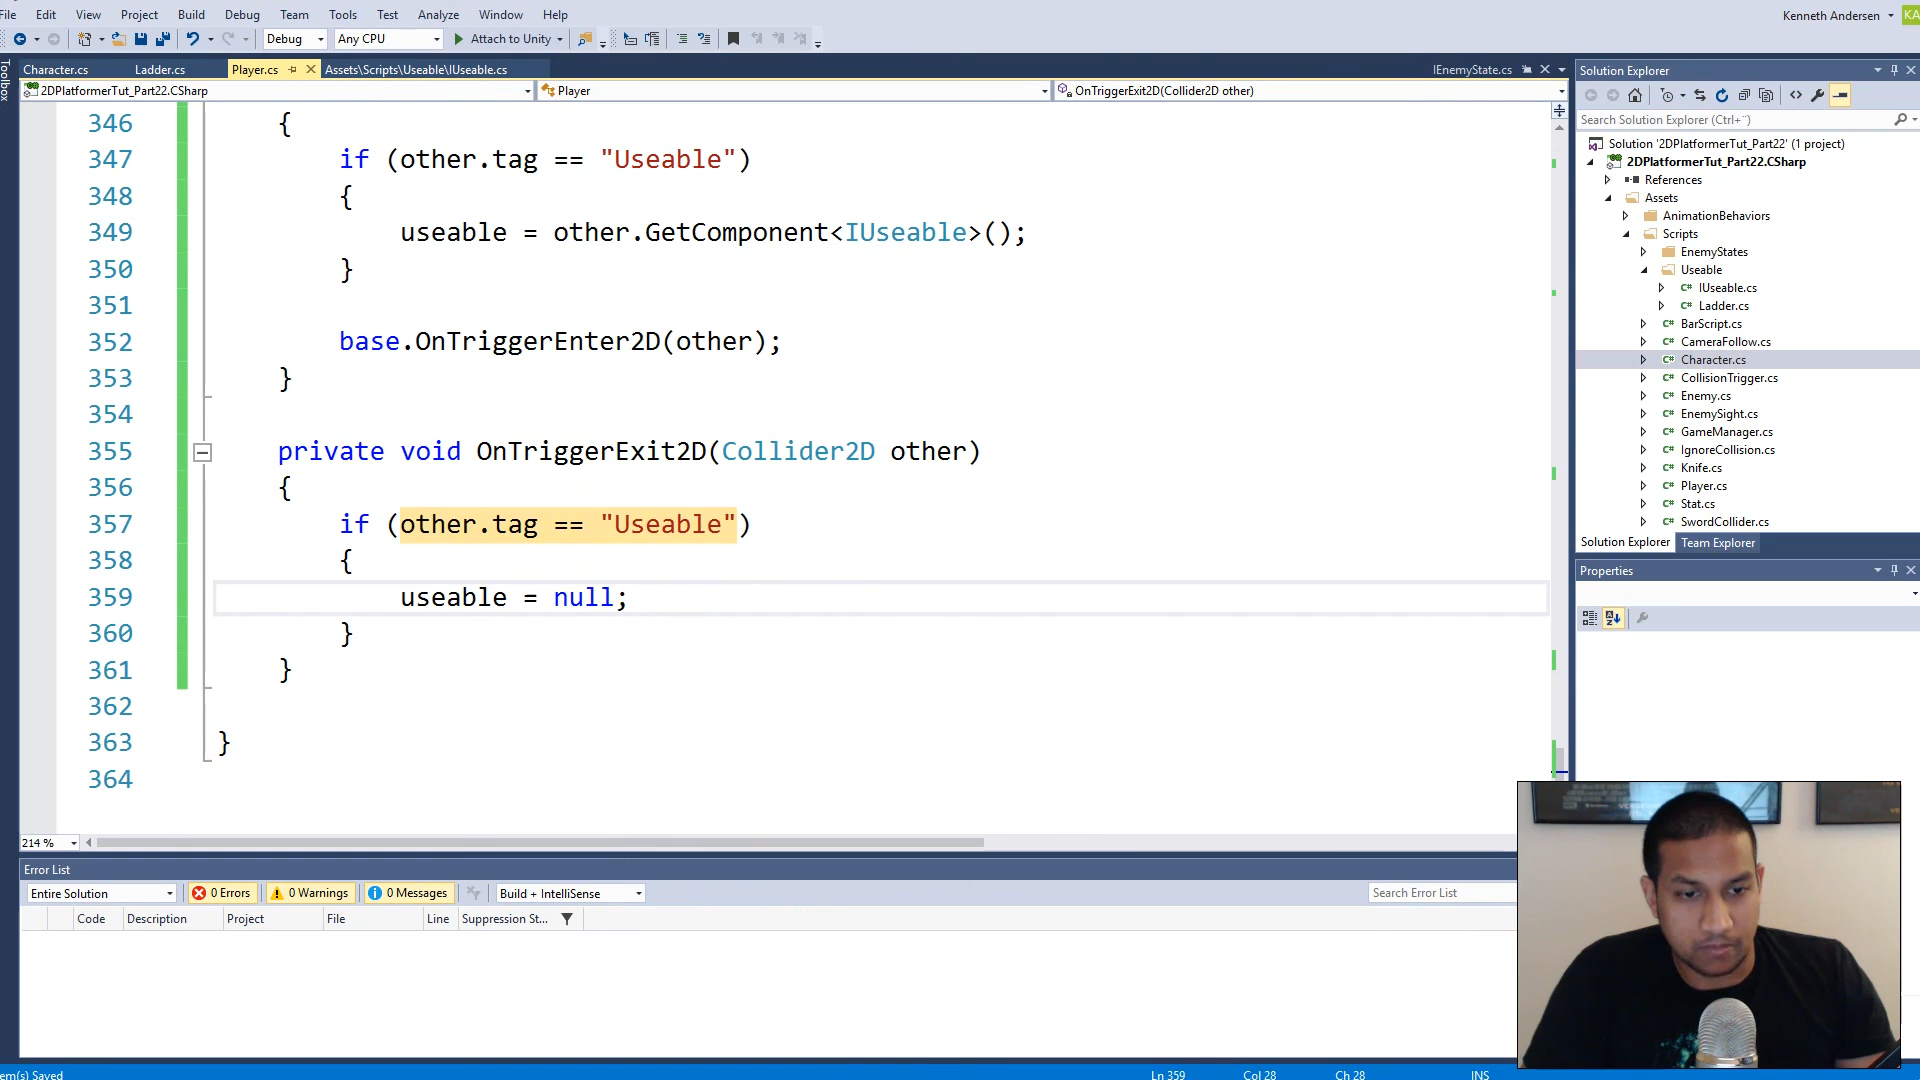 File Edit View Project Build Debug Team Tools Test Analyze Window Help
Kenneth Andersen KA
Debug Any CPU Attach to Unity
Toolbox
Character.cs Ladder.cs Player.cs Assets\Scripts\Useable\IUseable.cs IEnemyState.cs
2DPlatformerTut_Part22.CSharp Player OnTriggerExit2D(Collider2D other)
346 {
347 if (other.tag == "Useable")
348 {
349 useable = other.GetComponent<IUseable>();
350 }
351
352 base.OnTriggerEnter2D(other);
353 }
354
355 private void OnTriggerExit2D(Collider2D other)
356 {
357 if (other.tag == "Useable")
358 {
359 useable = null;
360 }
361 }
362
363 }
364
214 %
Solution Explorer
Search Solution Explorer (Ctrl+¨)
Solution '2DPlatformerTut_Part22' (1 project)
2DPlatformerTut_Part22.CSharp
References
Assets
AnimationBehaviors
Scripts
EnemyStates
Useable
IUseable.cs
Ladder.cs
BarScript.cs
CameraFollow.cs
Character.cs
CollisionTrigger.cs
Enemy.cs
EnemySight.cs
GameManager.cs
IgnoreCollision.cs
Knife.cs
Player.cs
Stat.cs
SwordCollider.cs
Solution Explorer Team Explorer
Properties
Error List
Entire Solution 0 Errors 0 Warnings 0 Messages Build + IntelliSense Search Error List
Code Description Project File Line Suppression St...
em(s) Saved Ln 359 Col 28 Ch 28 INS